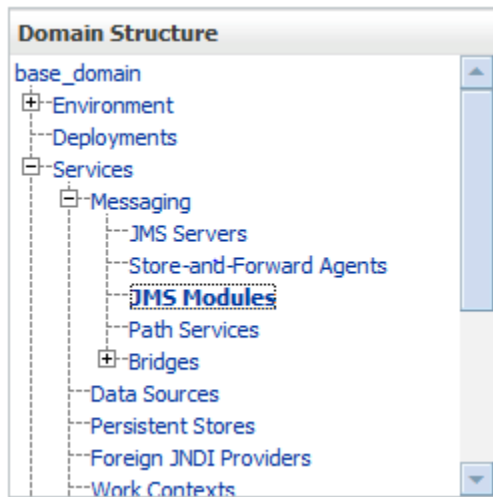 Domain Structure
base_domain
Environment
Deployments
Services
Messaging
JMS Servers
Store-and-Forward Agents
JMS Modules
Path Services
Bridges
Data Sources
Persistent Stores
Foreign JNDI Providers
Work Contexts